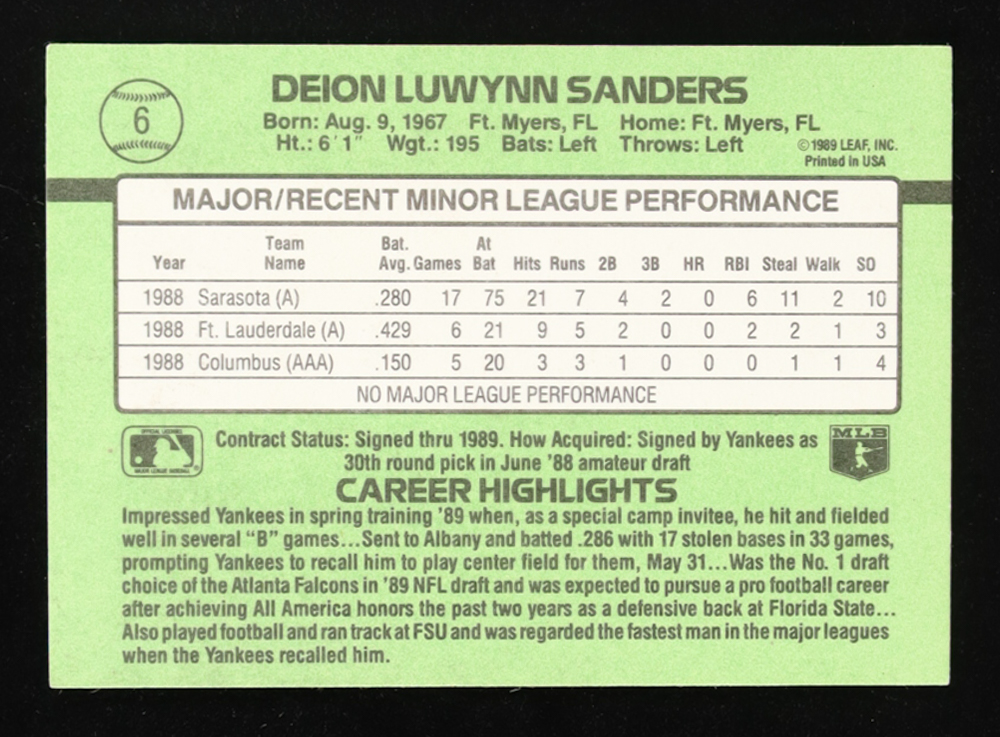 6
DEION LUWYNN SANDERS
Born: Aug. 9, 1967 Ft. Myers, FL Home: Ft. Myers, FL
Ht.: 6' 1" Wgt.: 195 Bats: Left Throws: Left
© 1989 LEAF, INC.
Printed in USA
MAJOR/RECENT MINOR LEAGUE PERFORMANCE
Year Team Name Bat. Avg. Games At Bat Hits Runs 2B 3B HR RBI Steal Walk SO
1988 Sarasota (A) .280 17 75 21 7 4 2 0 6 11 2 10
1988 Ft. Lauderdale (A) .429 6 21 9 5 2 0 0 2 2 1 3
1988 Columbus (AAA) .150 5 20 3 3 1 0 0 0 1 1 4
NO MAJOR LEAGUE PERFORMANCE
OFFICIAL LICENSEE
MAJOR LEAGUE BASEBALL
Contract Status: Signed thru 1989. How Acquired: Signed by Yankees as
30th round pick in June '88 amateur draft
MLB
CAREER HIGHLIGHTS
Impressed Yankees in spring training '89 when, as a special camp invitee, he hit and fielded
well in several "B" games...Sent to Albany and batted .286 with 17 stolen bases in 33 games,
prompting Yankees to recall him to play center field for them, May 31...Was the No. 1 draft
choice of the Atlanta Falcons in '89 NFL draft and was expected to pursue a pro football career
after achieving All America honors the past two years as a defensive back at Florida State...
Also played football and ran track at FSU and was regarded the fastest man in the major leagues
when the Yankees recalled him.